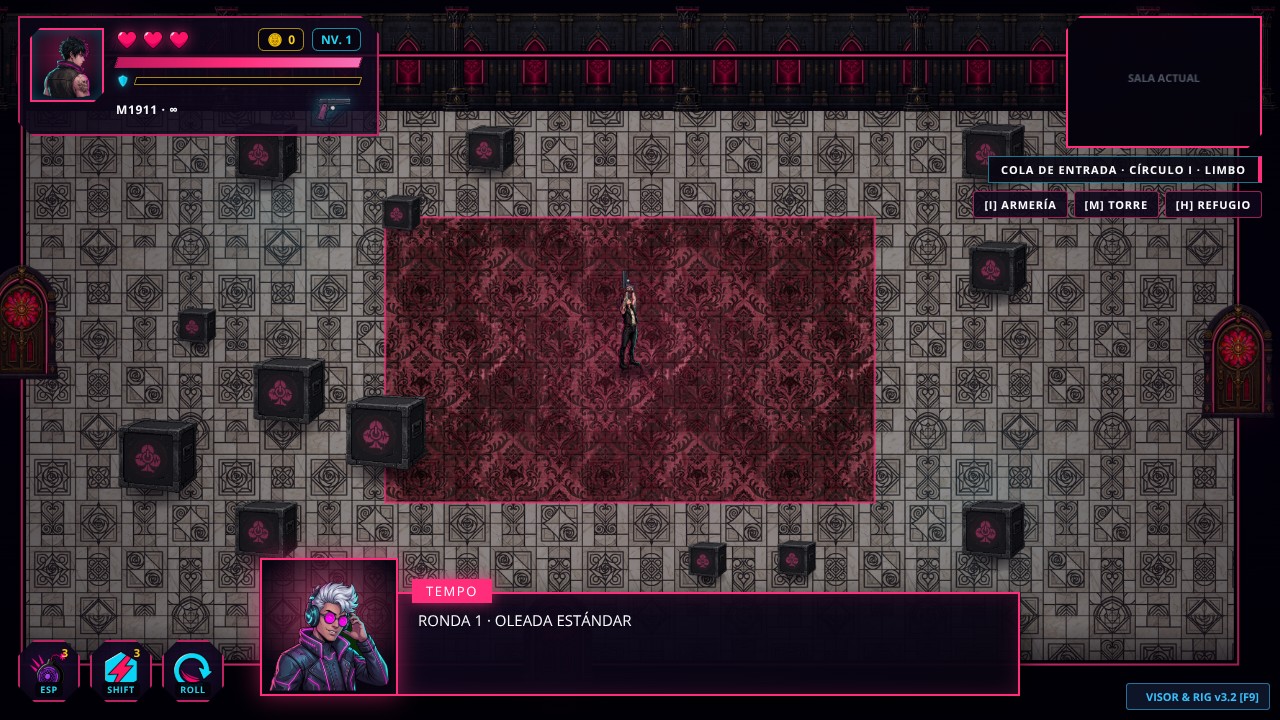 0
NV. 1
M1911 · ∞
SALA ACTUAL
COLA DE ENTRADA · CÍRCULO I · LIMBO
[I] ARMERÍA
[M] TORRE
[H] REFUGIO
TEMPO
RONDA 1 · OLEADA ESTÁNDAR
3
ESP
3
SHIFT
ROLL
VISOR & RIG v3.2 [F9]